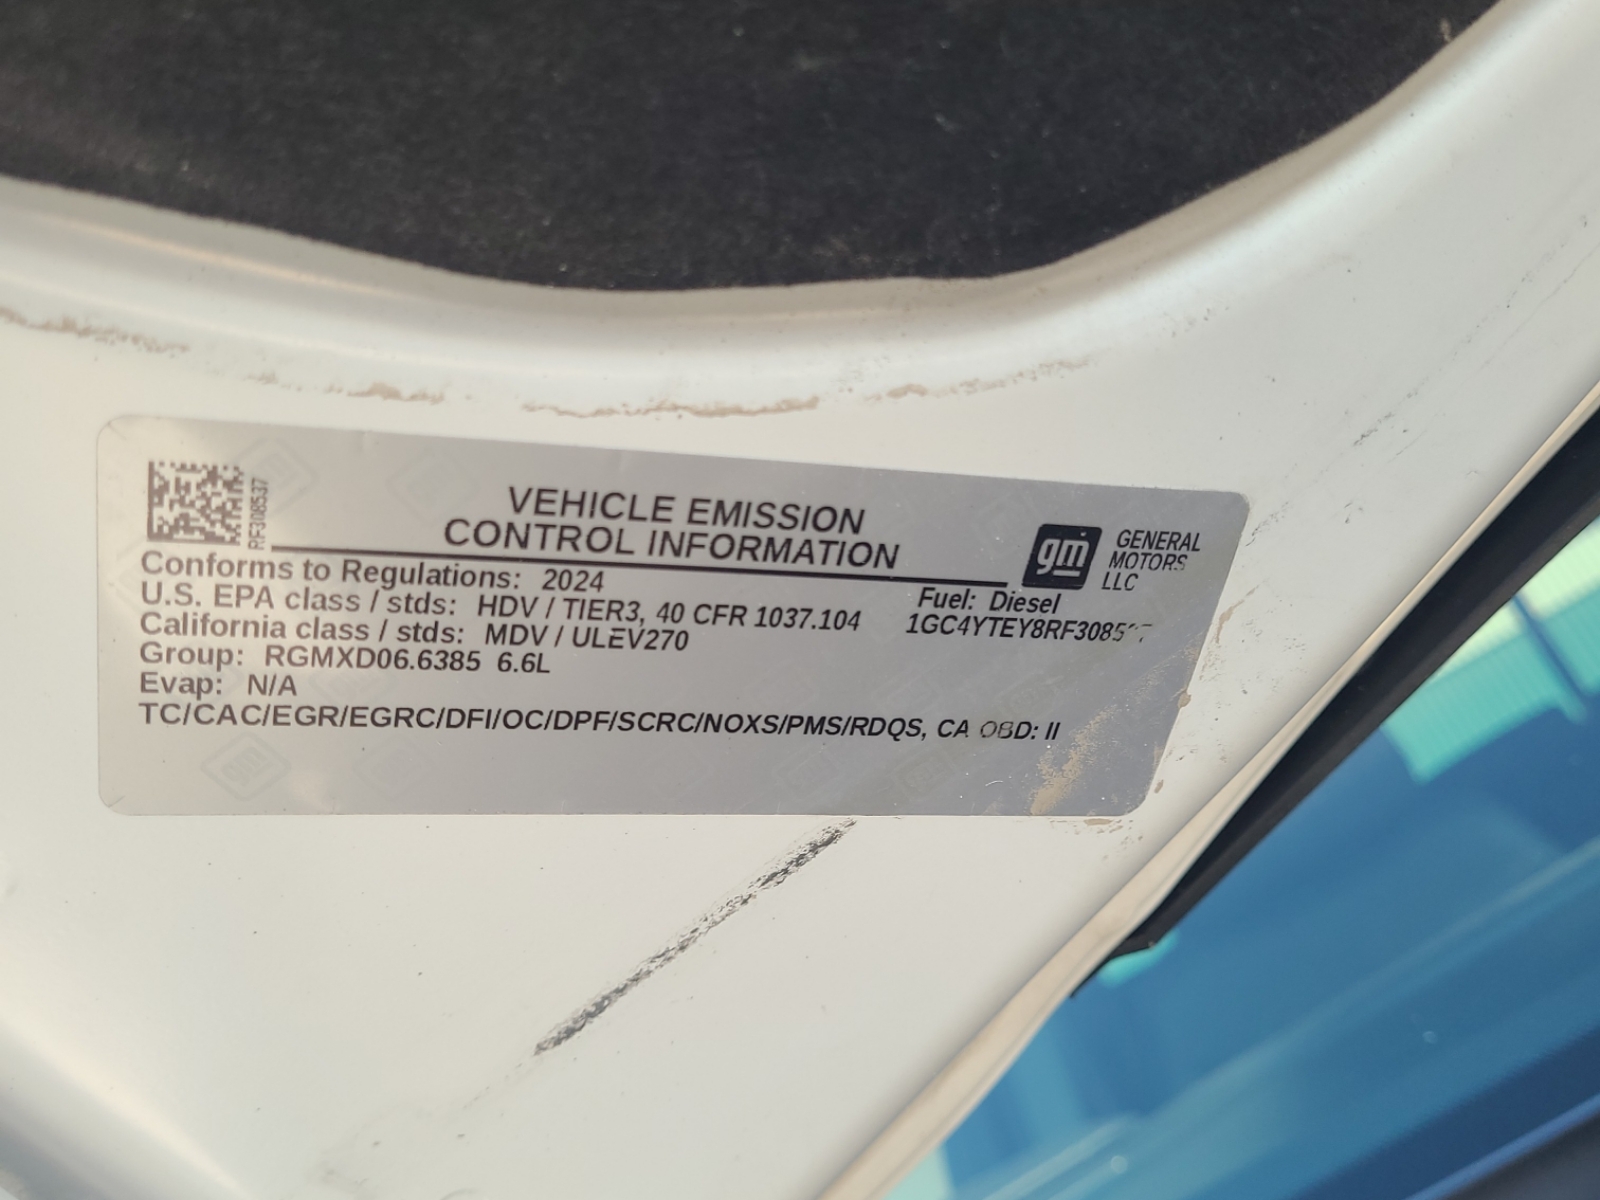 RF308537
VEHICLE EMISSION
CONTROL INFORMATION
gm
GENERAL
MOTORS
LLC
Conforms to Regulations: 2024
Fuel: Diesel
U.S. EPA class / stds: HDV / TIER3, 40 CFR 1037.104
California class / stds: MDV / ULEV270
Group: RGMXD06.6385 6.6L
Evap: N/A
TC/CAC/EGR/EGRC/DFI/OC/DPF/SCRC/NOXS/PMS/RDQS, CA OBD: II